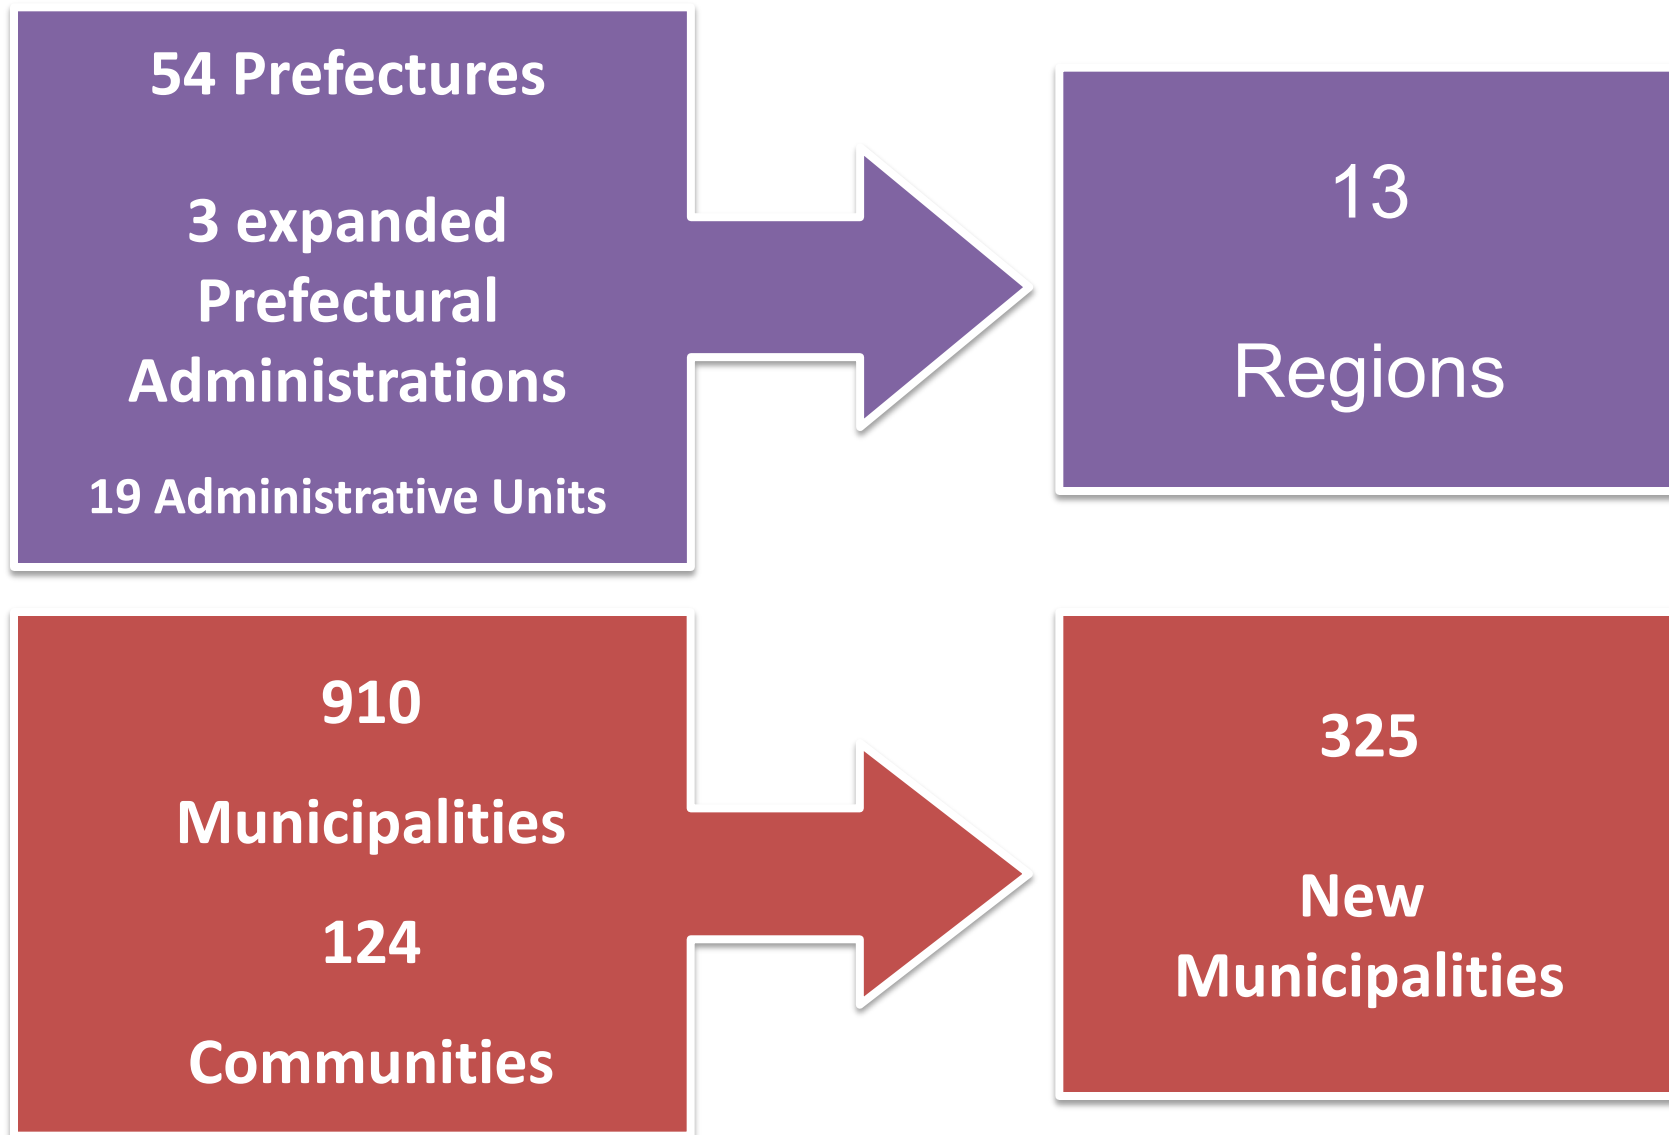 54 Prefectures
3 expanded
Prefectural
Administrations
19 Administrative Units
13
Regions
910
Municipalities
124
Communities
325
New
Municipalities